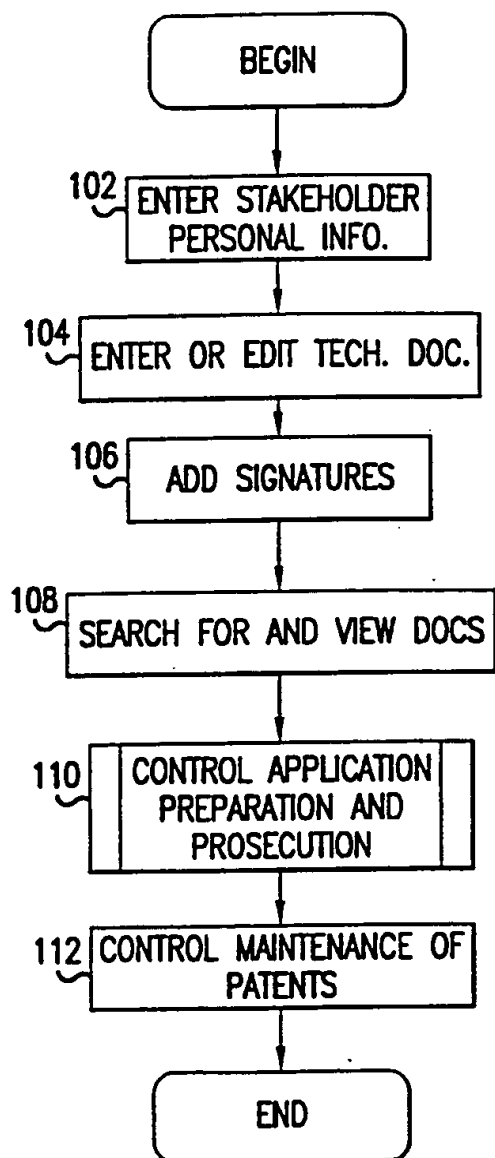 BEGIN
102
ENTER STAKEHOLDER
PERSONAL INFO.
104
ENTER OR EDIT TECH. DOC.
106
ADD SIGNATURES
108
SEARCH FOR AND VIEW DOCS
110
CONTROL APPLICATION
PREPARATION AND
PROSECUTION
112
CONTROL MAINTENANCE OF
PATENTS
END